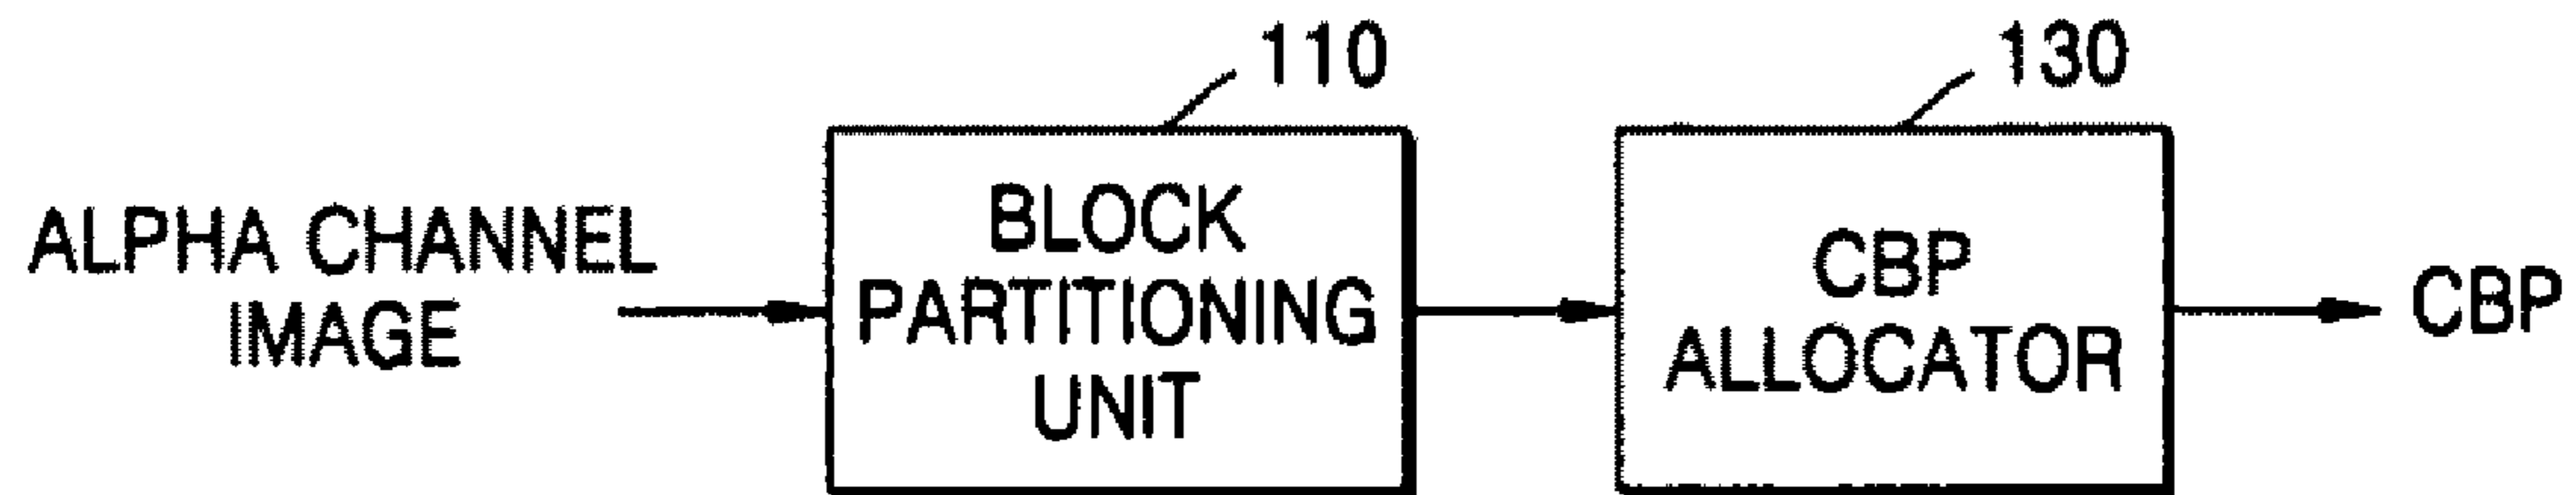 110
130
ALPHA CHANNEL
IMAGE
BLOCK
PARTITIONING
UNIT
CBP
ALLOCATOR
CBP